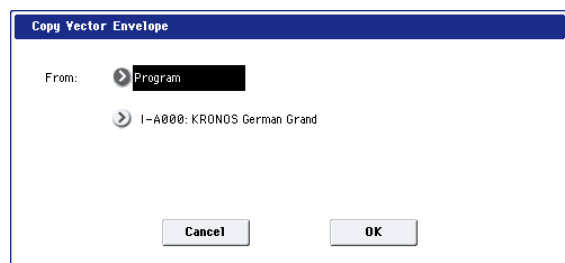 Copy Vector Envelope
From: Program
I-A000: KRONOS German Grand
Cancel OK